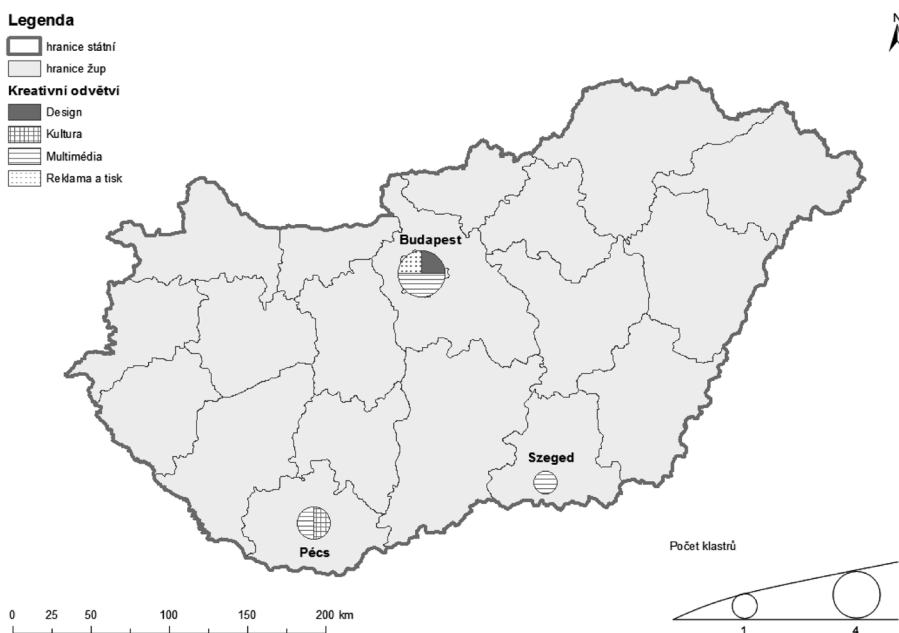 Legenda
hranice státní
hranice žup
Kreativní odvětví
Design
Kultura
Multimédia
Reklama a tisk
N
Budapest
Szeged
Pécs
Počet klastrů
0 25 50 100 150 200 km
1 4